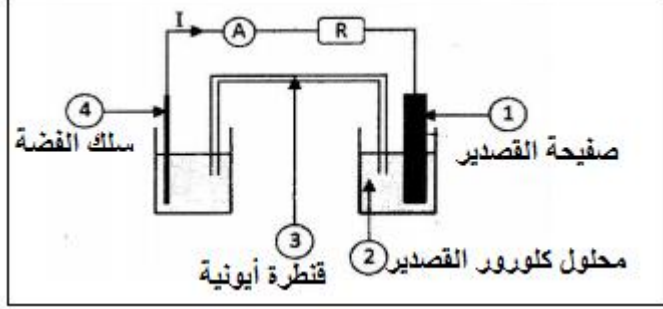 I
A
R
4
سلك الفضة
1
صفيحة القصدير
3
قنطرة أيونية
2
محلول كلورور القصدير